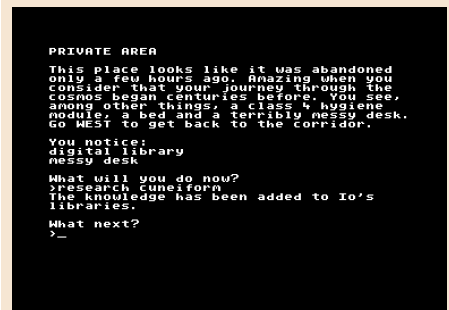 PRIVATE AREA
This place looks like it was abandoned
only a few hours ago. Amazing when you
consider that your journey through the
cosmos began centuries before. You see,
among other things, a class 4 hygiene
module, a bed and a terribly messy desk.
Go WEST to get back to the corridor.
You notice:
digital library
messy desk
What will you do now?
>research cuneiform
The knowledge has been added to Io's
libraries.
What next?
>_